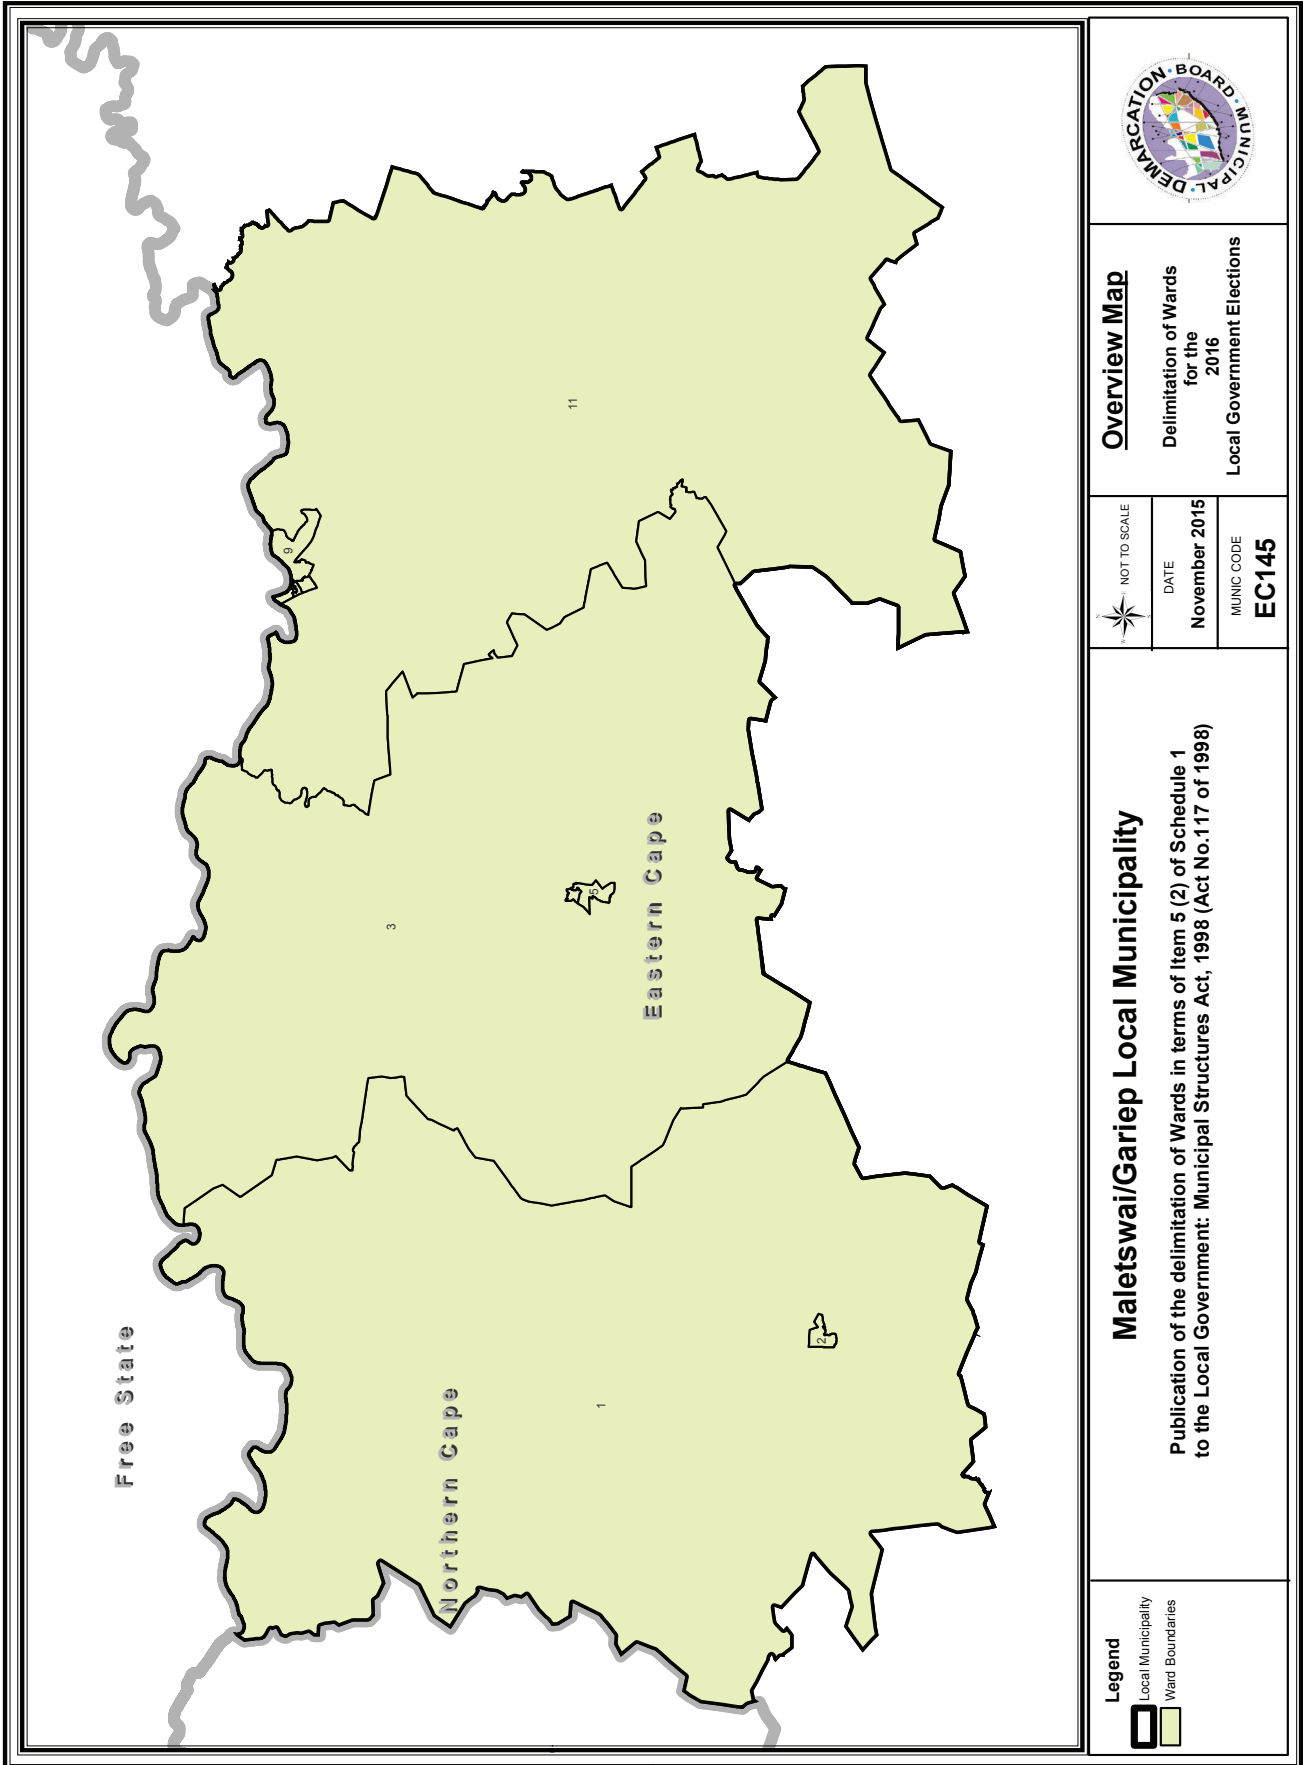 Free State
Northern Cape
Eastern Cape
1
2
3
5
9
11
Legend
Local Municipality
Ward Boundaries
Maletswai/Gariep Local Municipality
Publication of the delimitation of Wards in terms of Item 5 (2) of Schedule 1
to the Local Government: Municipal Structures Act, 1998 (Act No.117 of 1998)
N
W
E
S
NOT TO SCALE
DATE
November 2015
MUNIC CODE
EC145
Overview Map
Delimitation of Wards
for the
2016
Local Government Elections
MUNICIPAL · DEMARCATION · BOARD ·